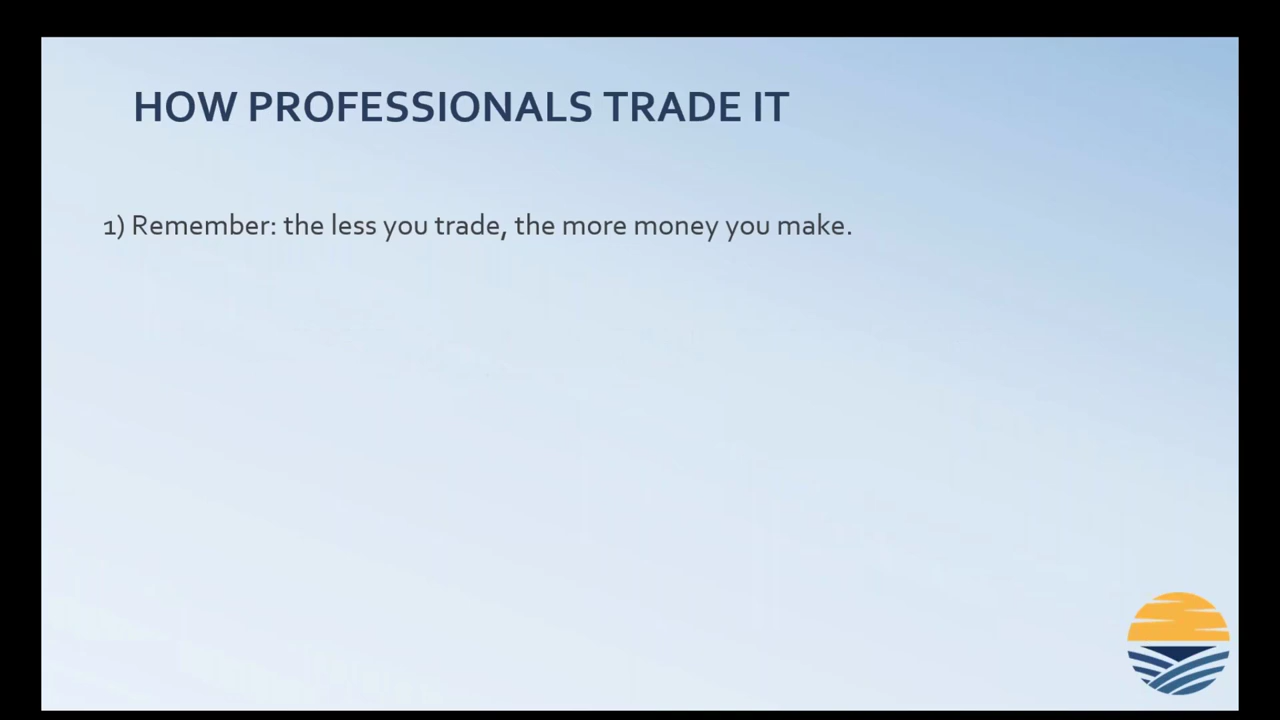 HOW PROFESSIONALS TRADE IT
1) Remember: the less you trade, the more money you make.